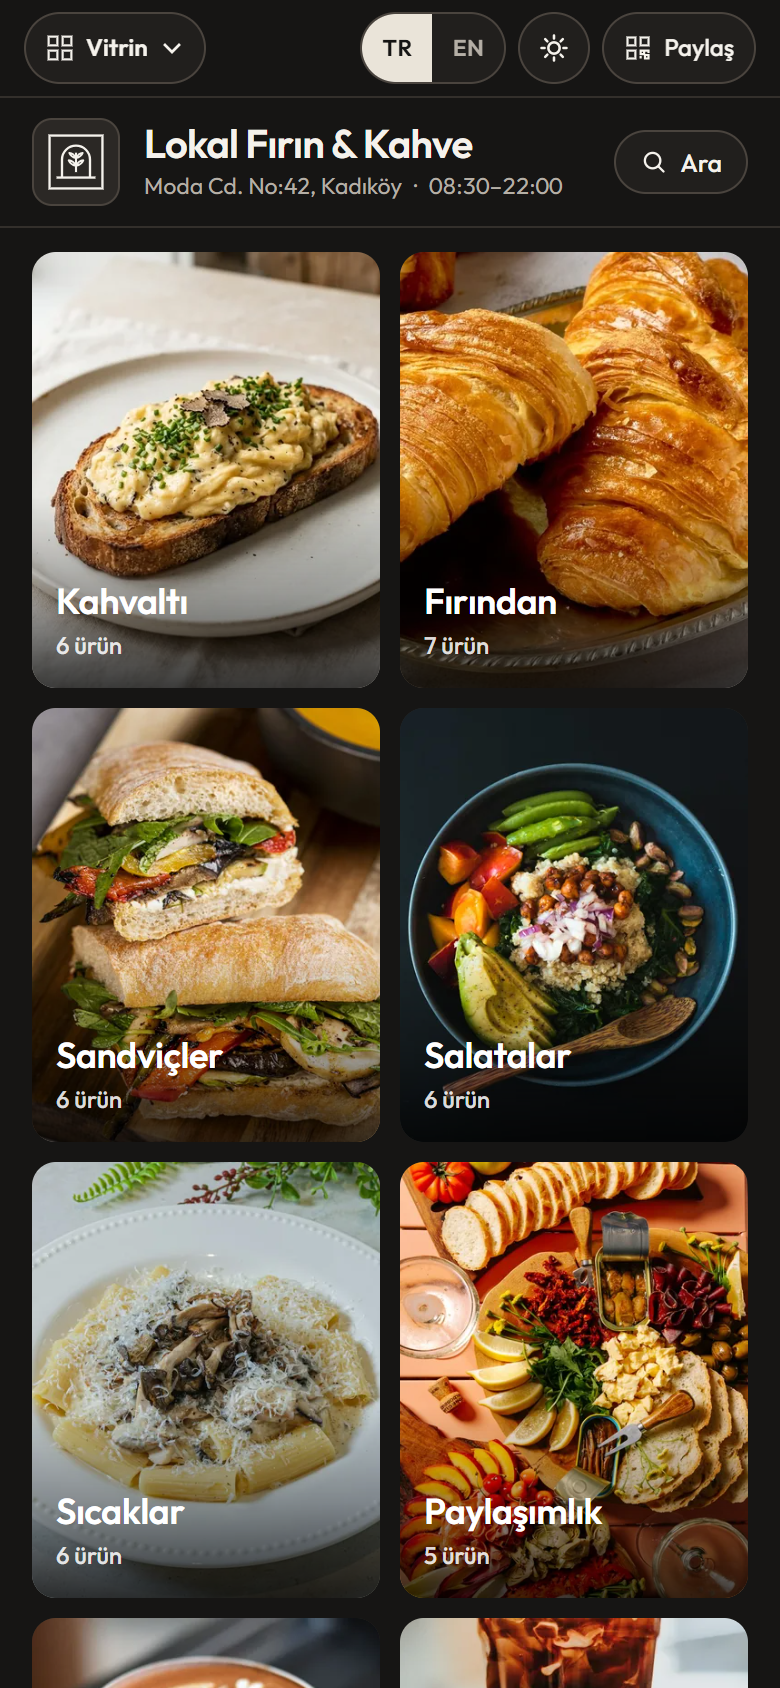 Vitrin
TR
EN
Paylaş
Lokal Fırın & Kahve
Moda Cd. No:42, Kadıköy · 08:30–22:00
Ara
Kahvaltı
6 ürün
Fırından
7 ürün
Sandviçler
6 ürün
Salatalar
6 ürün
Sıcaklar
6 ürün
Paylaşımlık
5 ürün